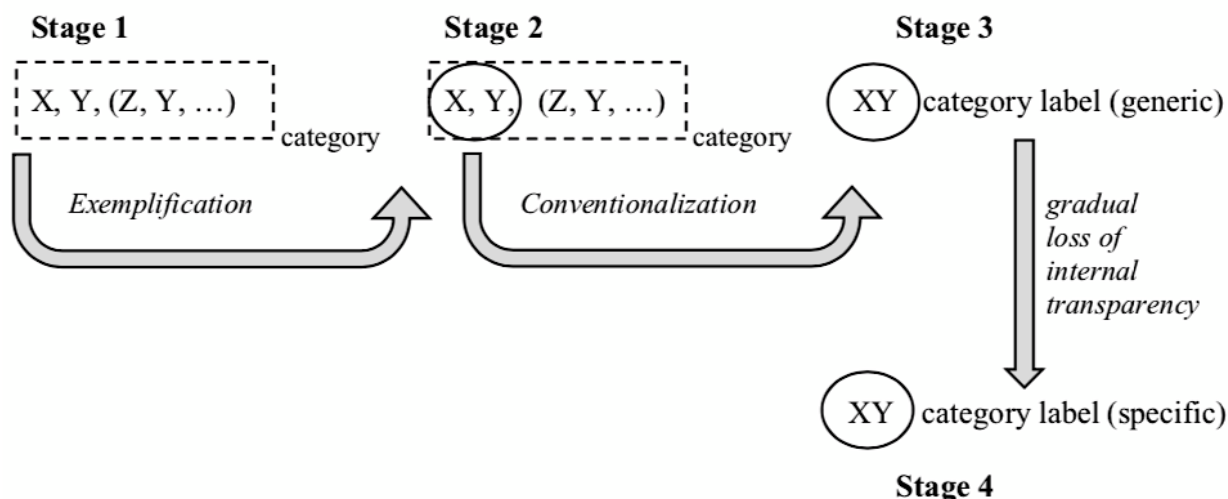 Stage 1
Stage 2
Stage 3
X, Y, (Z, Y, …)
category
X, Y, (Z, Y, …)
category
XY category label (generic)
Exemplification
Conventionalization
gradual
loss of
internal
transparency
XY category label (specific)
Stage 4